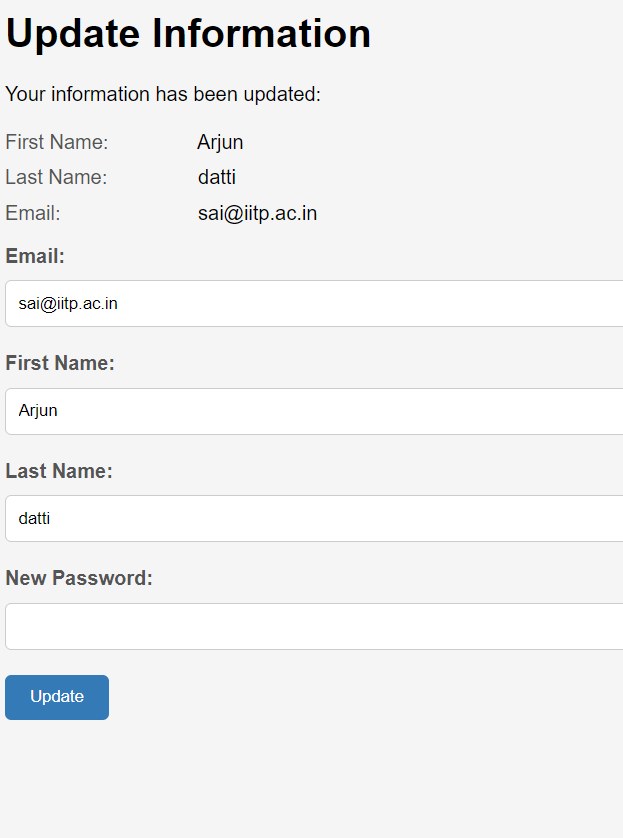 Update Information
Your information has been updated:
First Name: Arjun
Last Name: datti
Email: sai@iitp.ac.in
Email:
sai@iitp.ac.in
First Name:
Arjun
Last Name:
datti
New Password:
Update